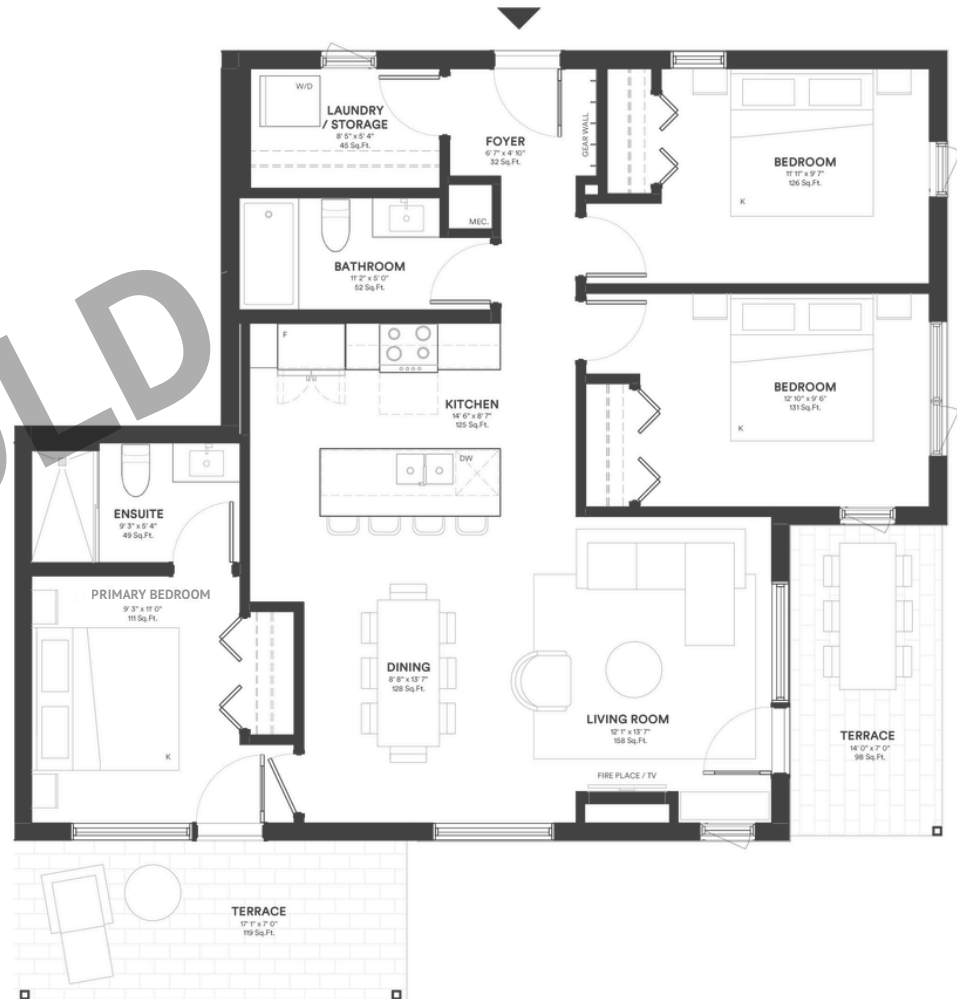 W/D
LAUNDRY
/ STORAGE
8' 5" x 5' 4"
45 Sq.Ft.
FOYER
6' 7" x 4' 10"
32 Sq.Ft.
GEAR WALL
BEDROOM
11' 11" x 9' 7"
126 Sq.Ft.
K
MEC.
BATHROOM
11' 2" x 5' 0"
52 Sq.Ft.
OLD
F
KITCHEN
14' 6" x 8' 7"
125 Sq.Ft.
BEDROOM
12' 10" x 9' 6"
131 Sq.Ft.
K
DW
ENSUITE
9' 3" x 5' 4"
49 Sq.Ft.
PRIMARY BEDROOM
9' 3" x 11' 0"
111 Sq.Ft.
K
DINING
8' 8" x 13' 7"
128 Sq.Ft.
LIVING ROOM
12' 1" x 13' 7"
158 Sq.Ft.
FIRE PLACE / TV
TERRACE
14' 0" x 7' 0"
98 Sq.Ft.
TERRACE
17' 1" x 7' 0"
119 Sq.Ft.